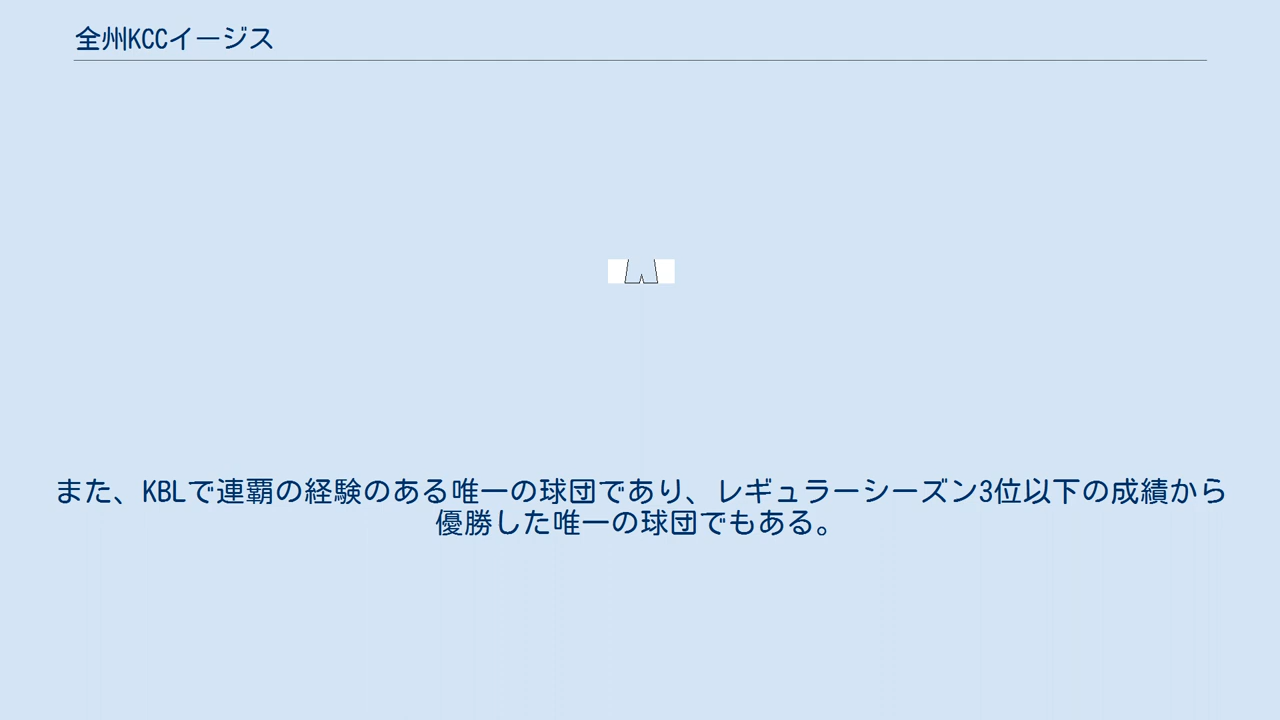 全州KCCイージス
また、KBLで連覇の経験のある唯一の球団であり、レギュラーシーズン3位以下の成績から
優勝した唯一の球団でもある。